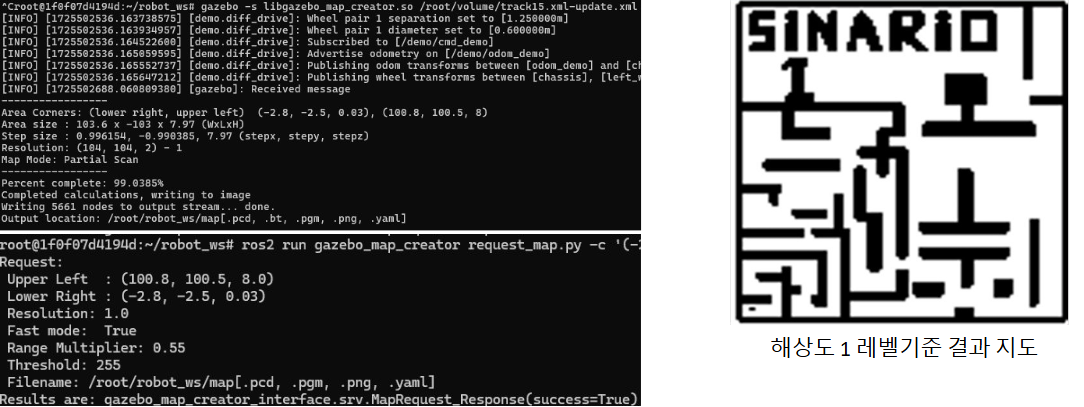 ^Croot@1f0f07d4194d:~/robot_ws# gazebo -s libgazebo_map_creator.so /root/volume/track15.xml-update.xml
[INFO] [1725502685.163738575] [demo.diff_drive]: Wheel pair 1 separation set to [1.250000m]
[INFO] [1725502685.163934957] [demo.diff_drive]: Wheel pair 1 diameter set to [0.600000m]
[INFO] [1725502685.164522600] [demo.diff_drive]: Subscribed to [/demo/cmd_demo]
[INFO] [1725502685.165059595] [demo.diff_drive]: Advertise odometry on [/demo/odom_demo]
[INFO] [1725502685.165552737] [demo.diff_drive]: Publishing odom transforms between [odom_demo] and [ch
[INFO] [1725502685.165647212] [demo.diff_drive]: Publishing wheel transforms between [chassis], [left_w
[INFO] [1725502688.060809380] [gazebo]: Received message
-----------------
Area Corners: (lower right, upper left)  (-2.8, -2.5, 0.03), (100.8, 100.5, 8)
Area size : 103.6 x -103 x 7.97 (WxLxH)
Step size : 0.996154, -0.990385, 7.97 (stepx, stepy, stepz)
Resolution: (104, 104, 2) - 1
Map Mode: Partial Scan
-----------------
Percent complete: 99.0385%
Completed calculations, writing to image
Writing 5661 nodes to output stream... done.
Output location: /root/robot_ws/map[.pcd, .bt, .pgm, .png, .yaml]
root@1f0f07d4194d:~/robot_ws# ros2 run gazebo_map_creator request_map.py -c '(-
Request:
Upper Left  : (100.8, 100.5, 8.0)
Lower Right : (-2.8, -2.5, 0.03)
Resolution: 1.0
Fast mode:  True
Range Multiplier: 0.55
Threshold: 255
Filename: /root/robot_ws/map[.pcd, .pgm, .png, .yaml]
Results are: gazebo_map_creator_interface.srv.MapRequest_Response(success=True)
SINARIO
1
해상도 1 레벨기준 결과 지도